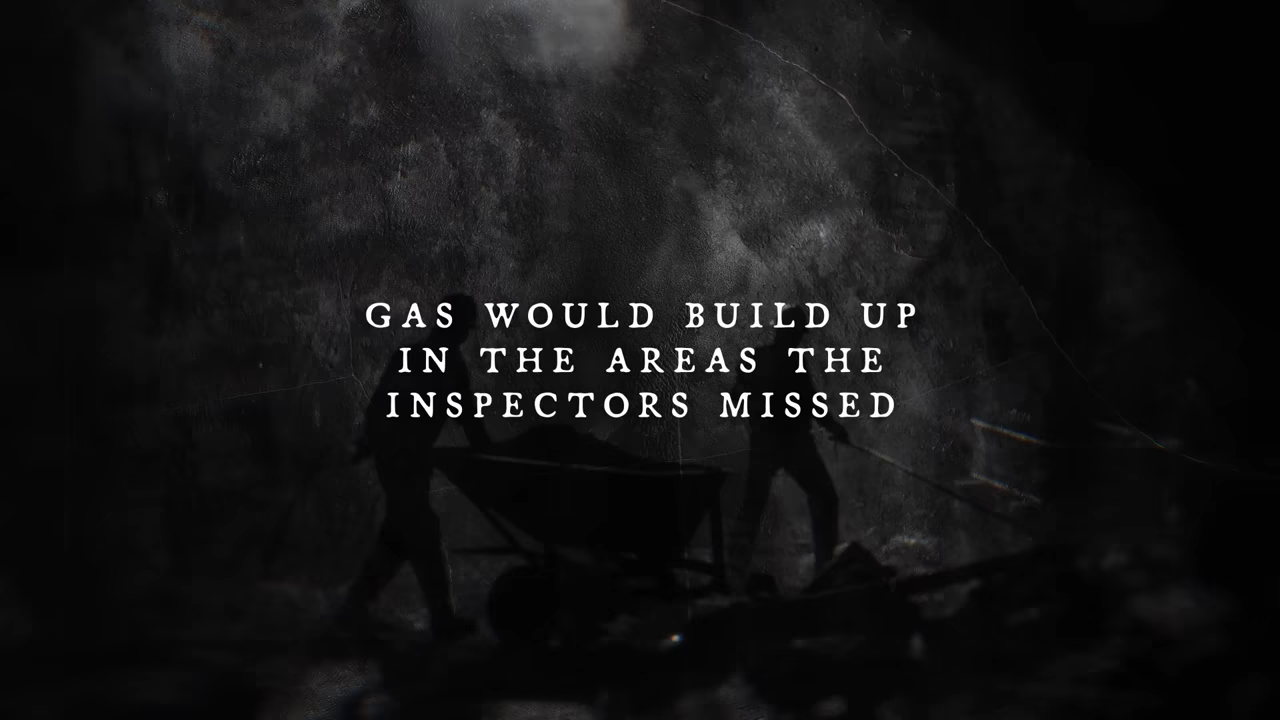 GAS WOULD BUILD UP
IN THE AREAS THE
INSPECTORS MISSED